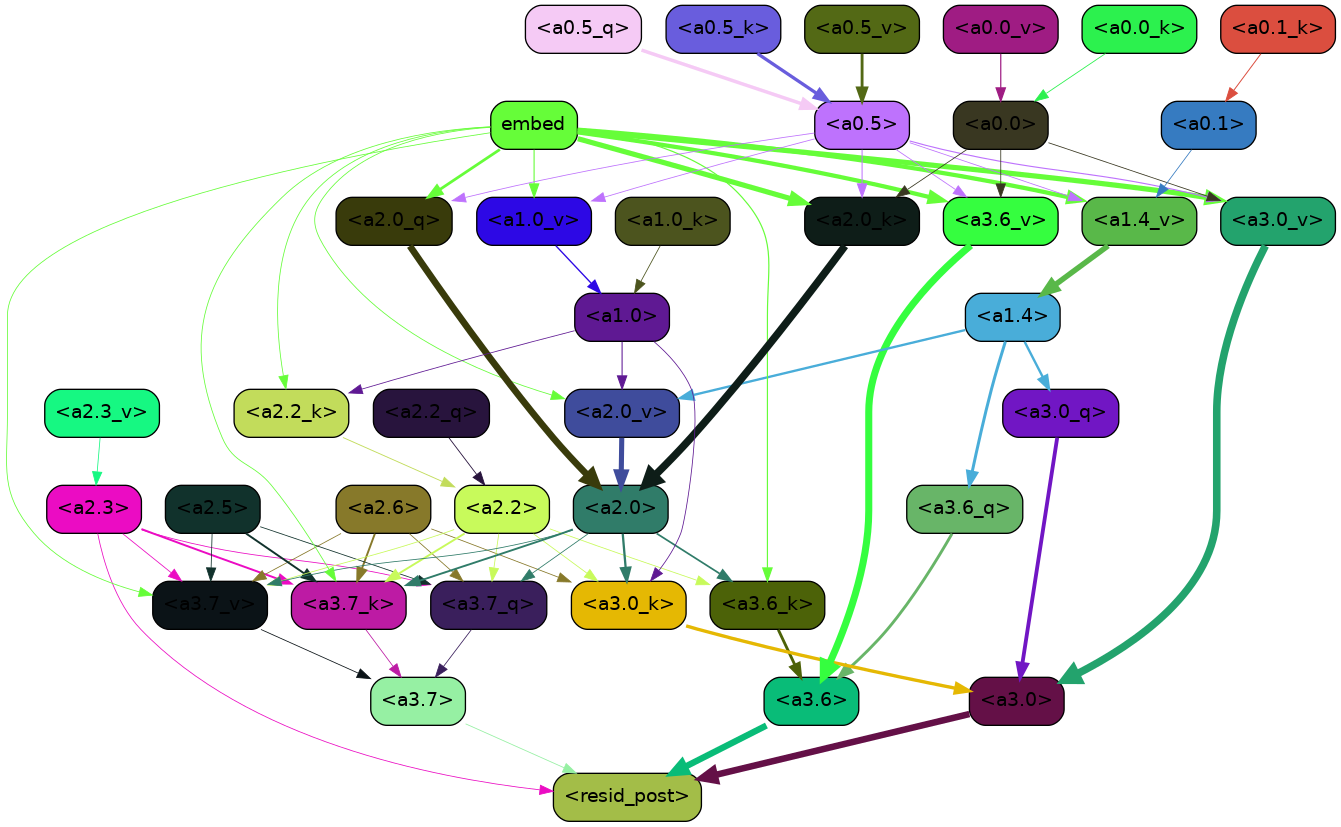 <a0.5_q> <a0.5_k> <a0.5_v> <a0.0_v> <a0.0_k> <a0.1_k>
embed <a0.5> <a0.0> <a0.1>
<a2.0_q> <a1.0_v> <a1.0_k> <a2.0_k> <a3.6_v> <a1.4_v> <a3.0_v>
<a1.0> <a1.4>
<a2.3_v> <a2.2_k> <a2.2_q> <a2.0_v> <a3.0_q>
<a2.3> <a2.5> <a2.6> <a2.2> <a2.0> <a3.6_q>
<a3.7_v> <a3.7_k> <a3.7_q> <a3.0_k> <a3.6_k>
<a3.7> <a3.6> <a3.0>
<resid_post>